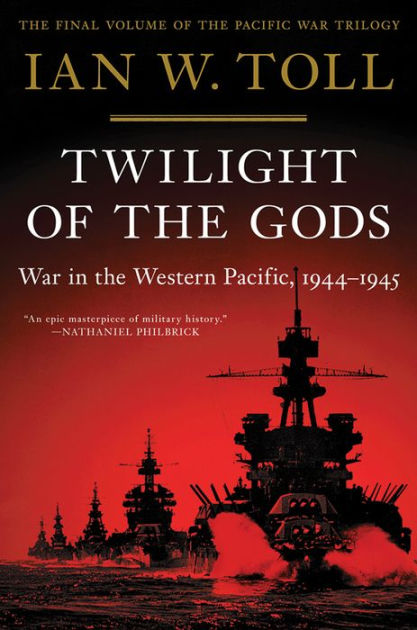 THE FINAL VOLUME OF THE PACIFIC WAR TRILOGY
IAN W. TOLL
TWILIGHT
OF THE GODS
War in the Western Pacific, 1944–1945
“An epic masterpiece of military history.”
—NATHANIEL PHILBRICK